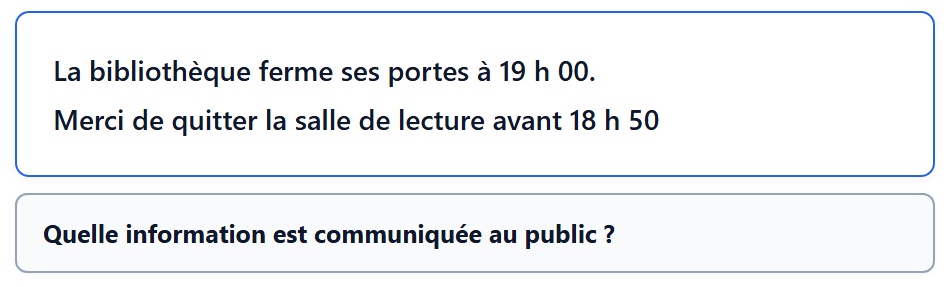 La bibliothèque ferme ses portes à 19 h 00.
Merci de quitter la salle de lecture avant 18 h 50
Quelle information est communiquée au public ?